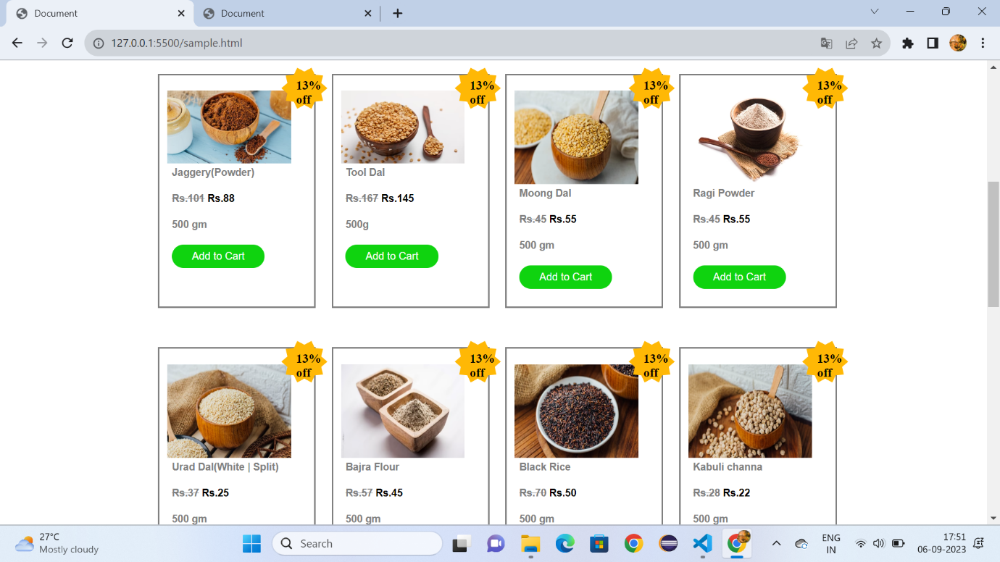 Document
Document
127.0.0.1:5500/sample.html
13%
off
13%
off
13%
off
13%
off
Jaggery(Powder)
Rs.101 Rs.88
500 gm
Add to Cart
Tool Dal
Rs.167 Rs.145
500g
Add to Cart
Moong Dal
Rs.45 Rs.55
500 gm
Add to Cart
Ragi Powder
Rs.45 Rs.55
500 gm
Add to Cart
13%
off
13%
off
13%
off
13%
off
Urad Dal(White | Split)
Rs.37 Rs.25
500 gm
Bajra Flour
Rs.57 Rs.45
500 gm
Black Rice
Rs.70 Rs.50
500 gm
Kabuli channa
Rs.28 Rs.22
500 gm
27°C
Mostly cloudy
Search
ENG
IN
17:51
06-09-2023